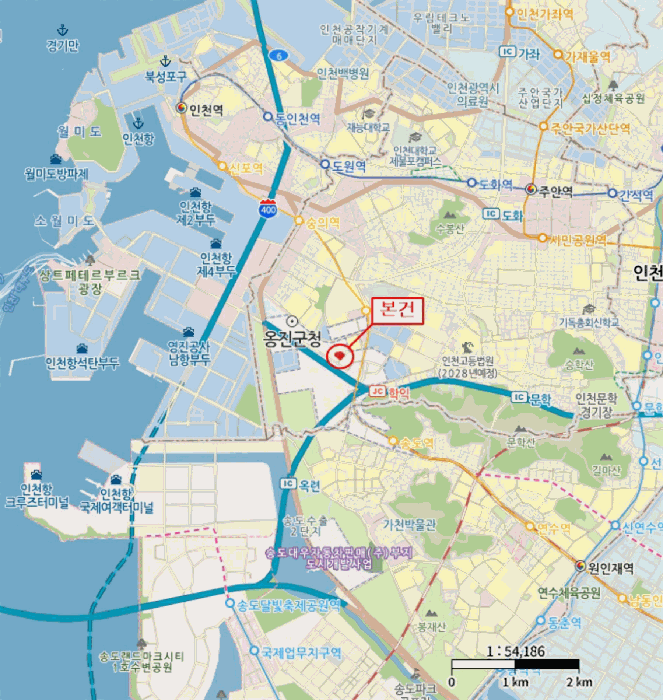 경기만
우림테크노
밸리
인천가좌역
인천공작기계
매매단지
6
IC 가좌
가재울역
북성포구
인천백병원
인천광역시
의료원
주안국가
산업단지
십정체육공원
인천역
동인천역
재능대학교
주안국가산단역
월미도
인천항
인천대학교
제물포캠퍼스
월미도방파제
신포역
도원역
도화역
주안역
간석역
인천항
제2부두
400
숭의역
IC 도화
수봉산
시민공원역
소월미도
인천항
제4부두
상트페테르부르크
광장
인천
본건
옹진군청
기독총회신학교
영진공사
남항부두
인천항석탄부두
인천고등법원
(2028년예정)
승학산
JC 학익
IC 문학
인천문학
경기장
문학산
송도역
길마산
인천항
크루즈터미널
인천항
국제여객터미널
IC 옥련
선
송도수출
2단지
가천박물관
연수역
신연수역
송도대우자동차판매(주)부지
도시개발사업
원인재역
연수체육공원
송도달빛축제공원역
남동인
봉재산
동춘역
송도랜드마크시티
1호수변공원
국제업무지구역
1:54,186
0 1 km 2 km
송도파크